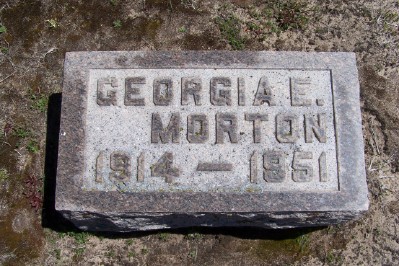 GEORGIA E.
MORTON
1914 — 1951